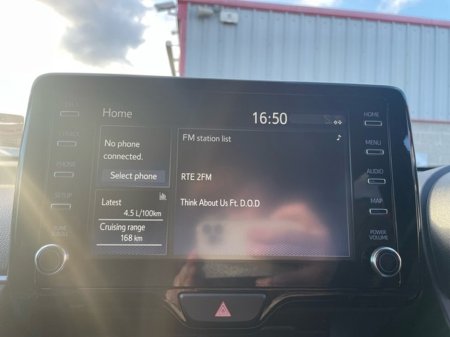 Home
16:50
No phone
connected.
Select phone
FM station list
RTE 2FM
Think About Us Ft. D.O.D
Latest
4.5 L/100km
Cruising range
168 km
PHONE
SETUP
HOME
MENU
AUDIO
MAP
POWER
VOLUME